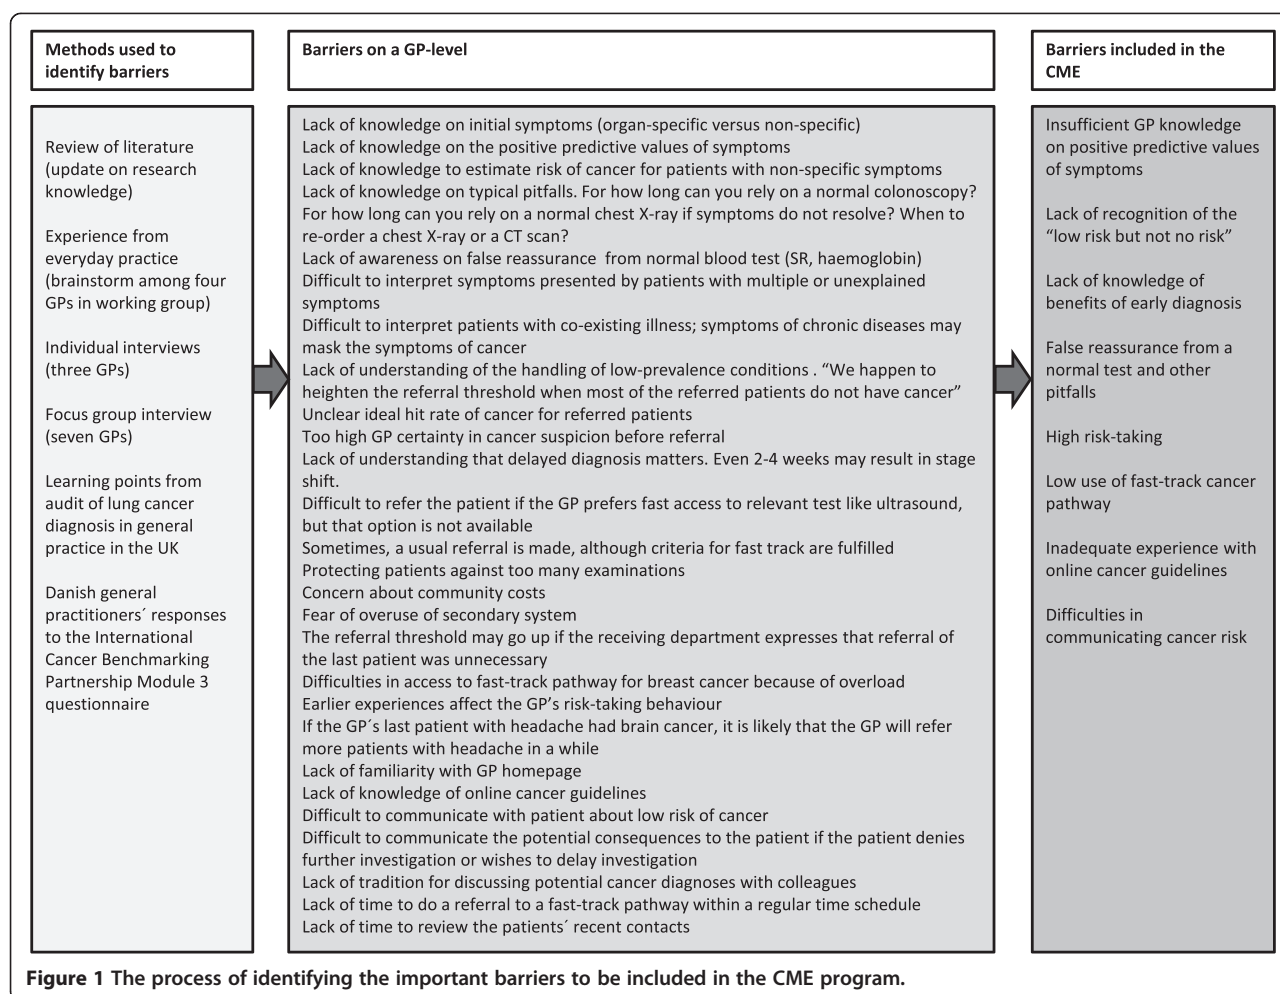 Methods used to
identify barriers
Review of literature
(update on research
knowledge)
Experience from
everyday practice
(brainstorm among four
GPs in working group)
Individual interviews
(three GPs)
Focus group interview
(seven GPs)
Learning points from
audit of lung cancer
diagnosis in general
practice in the UK
Danish general
practitioners´ responses
to the International
Cancer Benchmarking
Partnership Module 3
questionnaire
Barriers on a GP-level
Lack of knowledge on initial symptoms (organ-specific versus non-specific)
Lack of knowledge on the positive predictive values of symptoms
Lack of knowledge to estimate risk of cancer for patients with non-specific symptoms
Lack of knowledge on typical pitfalls. For how long can you rely on a normal colonoscopy?
For how long can you rely on a normal chest X-ray if symptoms do not resolve? When to
re-order a chest X-ray or a CT scan?
Lack of awareness on false reassurance from normal blood test (SR, haemoglobin)
Difficult to interpret symptoms presented by patients with multiple or unexplained
symptoms
Difficult to interpret patients with co-existing illness; symptoms of chronic diseases may
mask the symptoms of cancer
Lack of understanding of the handling of low-prevalence conditions . “We happen to
heighten the referral threshold when most of the referred patients do not have cancer”
Unclear ideal hit rate of cancer for referred patients
Too high GP certainty in cancer suspicion before referral
Lack of understanding that delayed diagnosis matters. Even 2-4 weeks may result in stage
shift.
Difficult to refer the patient if the GP prefers fast access to relevant test like ultrasound,
but that option is not available
Sometimes, a usual referral is made, although criteria for fast track are fulfilled
Protecting patients against too many examinations
Concern about community costs
Fear of overuse of secondary system
The referral threshold may go up if the receiving department expresses that referral of
the last patient was unnecessary
Difficulties in access to fast-track pathway for breast cancer because of overload
Earlier experiences affect the GP’s risk-taking behaviour
If the GP´s last patient with headache had brain cancer, it is likely that the GP will refer
more patients with headache in a while
Lack of familiarity with GP homepage
Lack of knowledge of online cancer guidelines
Difficult to communicate with patient about low risk of cancer
Difficult to communicate the potential consequences to the patient if the patient denies
further investigation or wishes to delay investigation
Lack of tradition for discussing potential cancer diagnoses with colleagues
Lack of time to do a referral to a fast-track pathway within a regular time schedule
Lack of time to review the patients´ recent contacts
Barriers included in the
CME
Insufficient GP knowledge
on positive predictive values
of symptoms
Lack of recognition of the
“low risk but not no risk”
Lack of knowledge of
benefits of early diagnosis
False reassurance from a
normal test and other
pitfalls
High risk-taking
Low use of fast-track cancer
pathway
Inadequate experience with
online cancer guidelines
Difficulties in
communicating cancer risk
Figure 1 The process of identifying the important barriers to be included in the CME program.